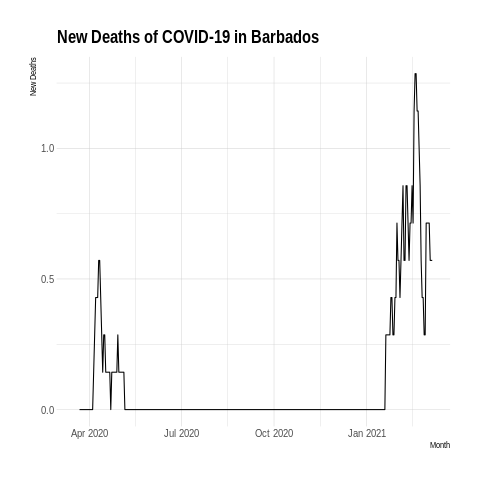 New Deaths of COVID-19 in Barbados
New Deaths
1.0
0.5
0.0
Apr 2020 Jul 2020 Oct 2020 Jan 2021
Month